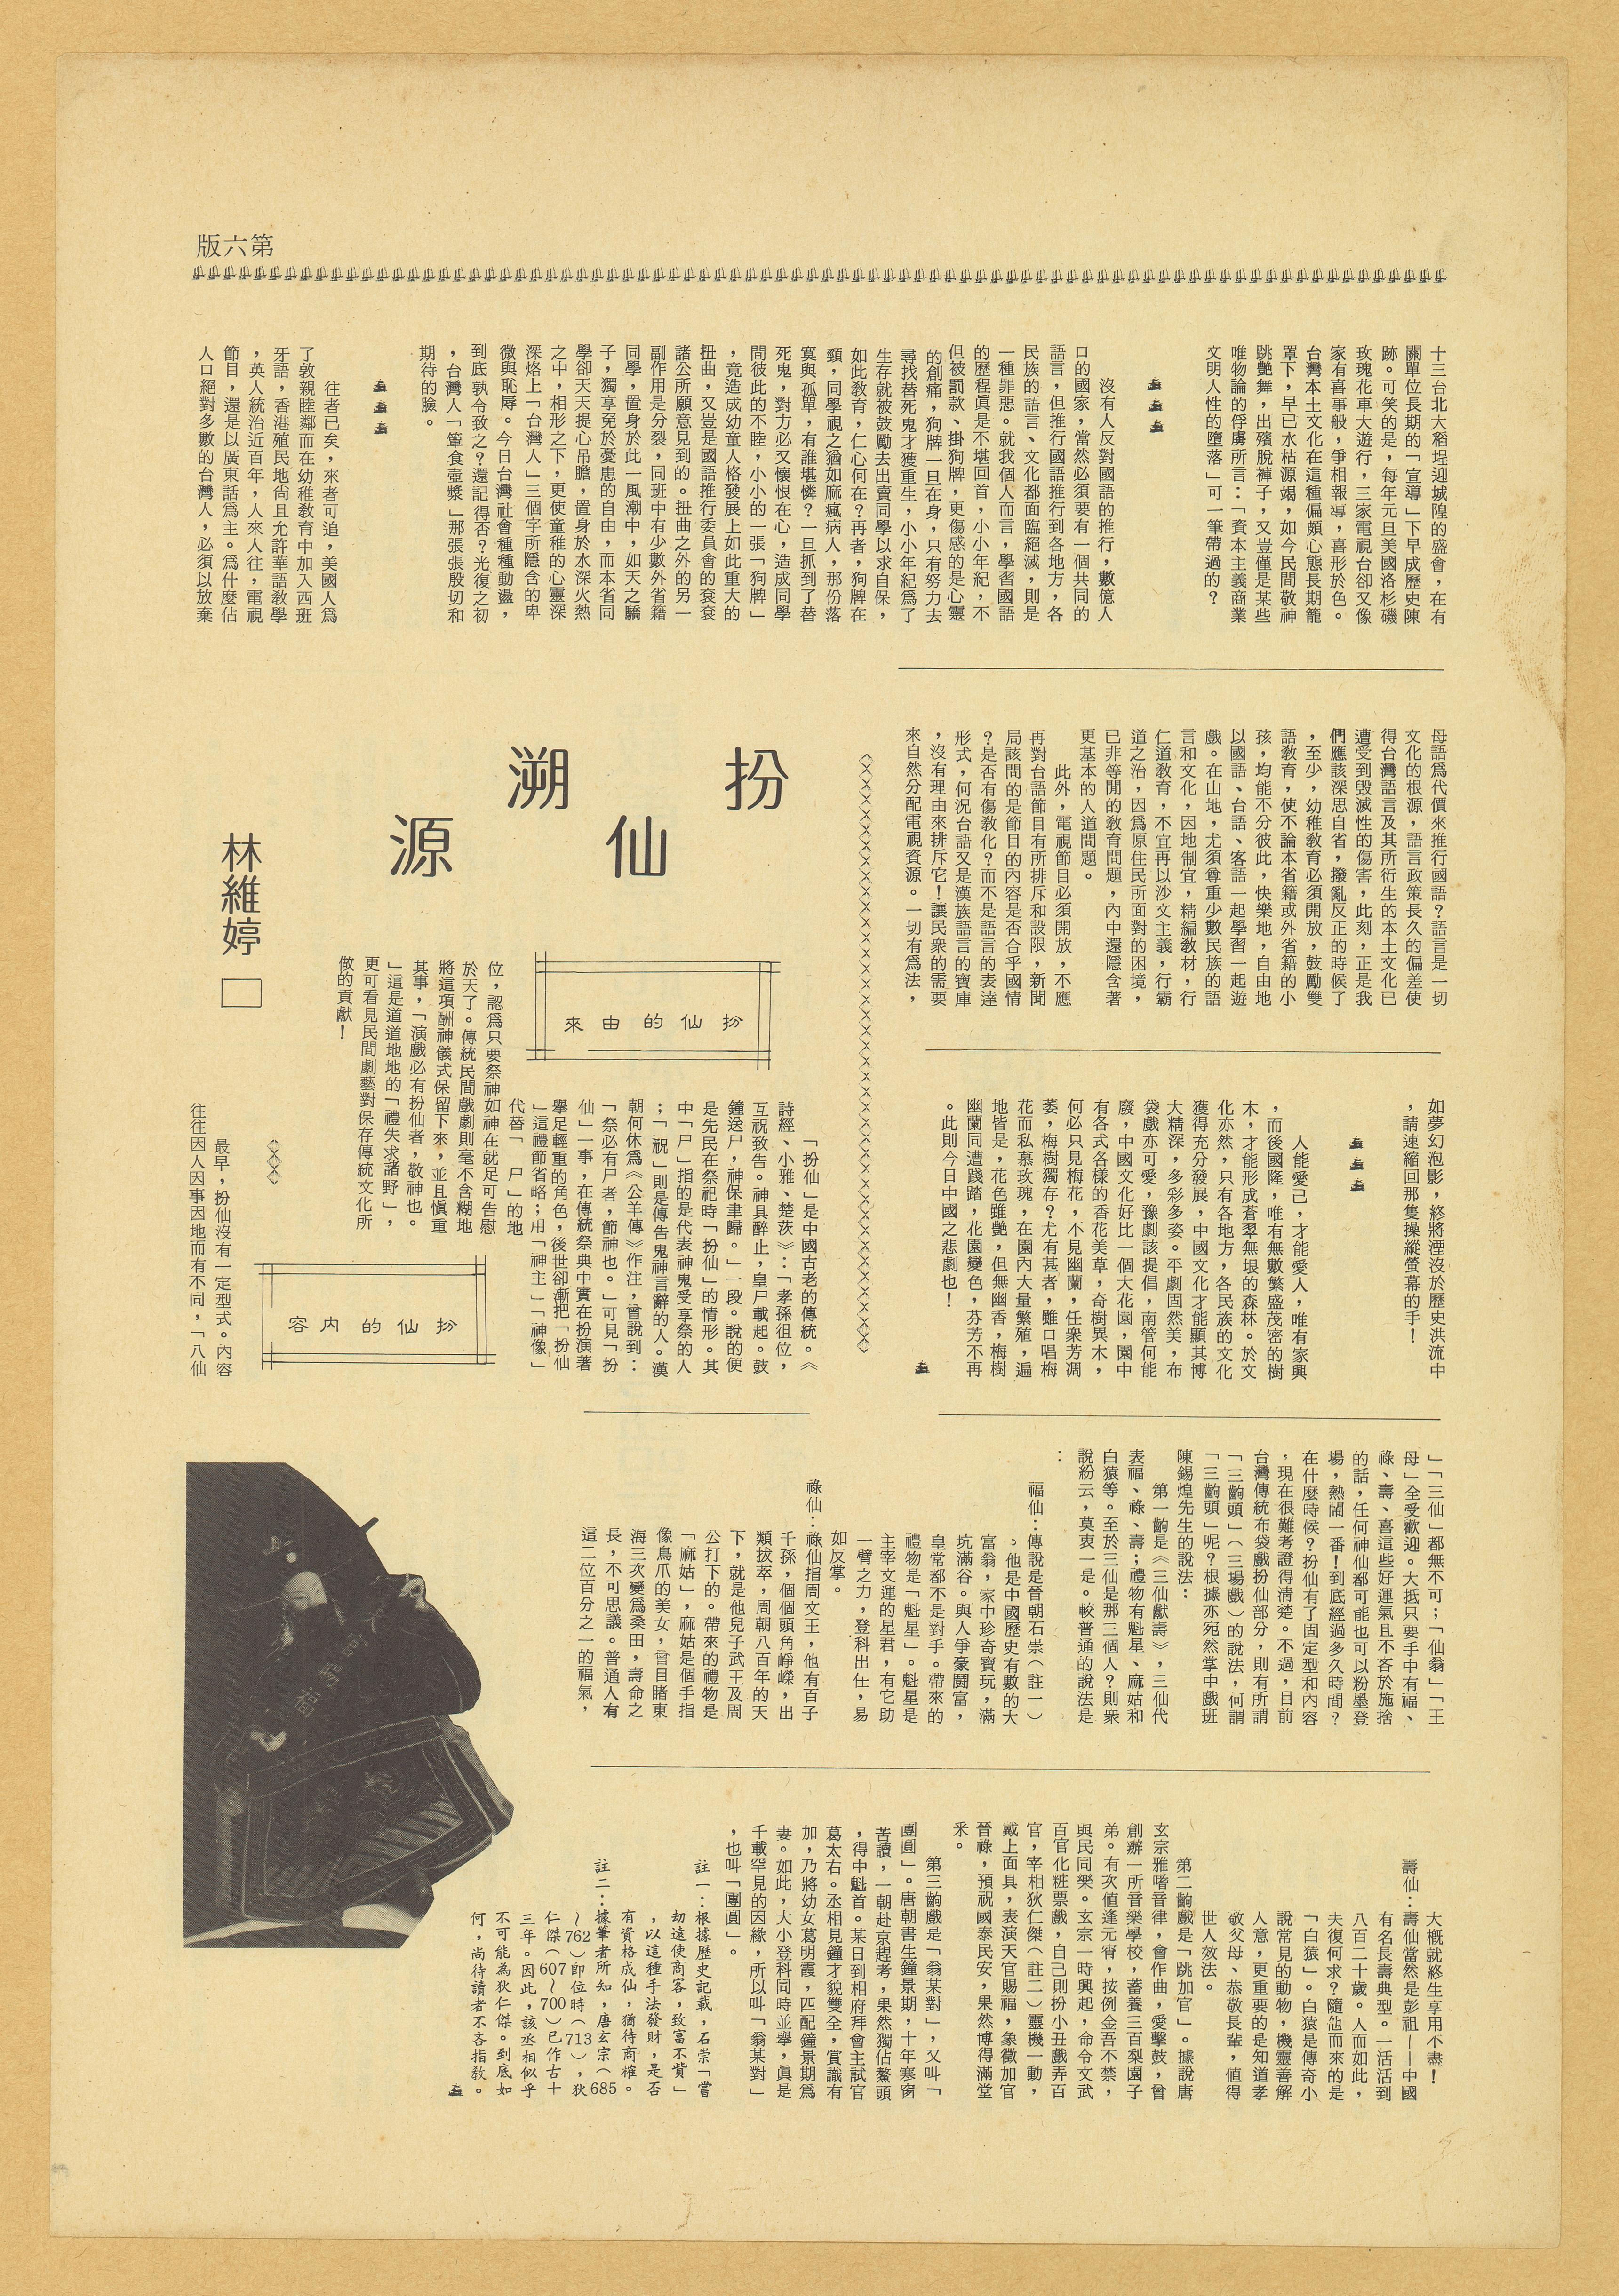 第六版
十三台北大稻埕迎城隍的盛會，在有
關單位長期的「宣導」下早成歷史陳
跡。可笑的是，每年元旦美國洛杉磯
玫瑰花車大遊行，三家電視台卻又像
家有喜事般，爭相報導，喜形於色。
台灣本土文化在這種偏頗心態長期籠
罩下，早已水枯源竭，如今民間敬神
跳艷舞，出殯脫褲子，又豈僅是某些
唯物論的俘虜所言：「資本主義商業
文明人性的墮落」可一筆帶過的？
沒有人反對國語的推行，數億人
口的國家，當然必須要有一個共同的
語言，但推行國語推行到各地方，各
民族的語言、文化都面臨絕滅，則是
一種罪惡。就我個人而言，學習國語
的歷程眞是不堪回首，小小年紀，不
但被罰款、掛狗牌，更傷感的是心靈
的創痛，狗牌一旦在身，只有努力去
尋找替死鬼才獲重生，小小年紀爲了
生存就被鼓勵去出賣同學以求自保，
如此教育，仁心何在？再者，狗牌在
頸，同學視之猶如麻瘋病人，那份落
寞與孤單，有誰堪憐？一旦抓到了替
死鬼，對方必又懷恨在心，造成同學
間彼此的不睦，小小的一張「狗牌」
，竟造成幼童人格發展上如此重大的
扭曲，又豈是國語推行委員會的袞袞
諸公所願意見到的。扭曲之外的另一
副作用是分裂，同班中有少數外省籍
同學，置身於此一風潮中，如天之驕
子，獨享免於憂患的自由，而本省同
學卻天天提心吊膽，置身於水深火熱
之中，相形之下，更使童稚的心靈深
深烙上「台灣人」三個字所隱含的卑
微與恥辱。今日台灣社會種種動盪，
到底孰令致之？還記得否？光復之初
，台灣人「簞食壺漿」那張張殷切和
期待的臉。
往者已矣，來者可追，美國人爲
了敦親睦鄰而在幼稚教育中加入西班
牙語，香港殖民地尙且允許華語教學
，英人統治近百年，人來人往，電視
節目，還是以廣東話爲主。爲什麼佔
人口絕對多數的台灣人，必須以放棄
母語爲代價來推行國語？語言是一切
文化的根源，語言政策長久的偏差使
得台灣語言及其所衍生的本土文化已
遭受到毀滅性的傷害，此刻，正是我
們應該深思自省，撥亂反正的時候了
，至少，幼稚敎育必須開放，鼓勵雙
語敎育，使不論本省籍或外省籍的小
孩，均能不分彼此，快樂地，自由地
以國語、台語、客語一起學習一起遊
戲。在山地，尤須尊重少數民族的語
言和文化，因地制宜，精編敎材，行
仁道敎育，不宜再以沙文主義，行霸
道之治，因爲原住民所面對的困境，
已非等閒的敎育問題，內中還隱含著
更基本的人道問題。
此外，電視節目必須開放，不應
再對台語節目有所排斥和設限，新聞
局該問的是節目的內容是否合乎國情
？是否有傷敎化？而不是語言的表達
形式，何況台語又是漢族語言的寶庫
，沒有理由來排斥它！讓民衆的需要
來自然分配電視資源。一切有爲法，
如夢幻泡影，終將湮沒於歷史洪流中
，請速縮回那隻操縱螢幕的手！
人能愛己，才能愛人，唯有家興
，而後國隆，唯有無數繁盛茂密的樹
木，才能形成蒼翠無垠的森林。於文
化亦然，只有各地方，各民族的文化
獲得充分發展，中國文化才能顯其博
大精深，多彩多姿。平劇固然美，布
袋戲亦可愛，豫劇該提倡，南管何能
廢，中國文化好比一個大花園，園中
有各式各樣的香花美草，奇樹異木，
何必只見梅花，不見幽蘭，任衆芳凋
萎，梅樹獨存？尤有甚者，雖口唱梅
花而私慕玫瑰，在園內大量繁殖，遍
地皆是，花色雖艷，但無幽香，梅樹
幽蘭同遭踐踏，花園變色，芬芳不再
。此則今日中國之悲劇也！
扮仙溯源
林維婷
扮仙的由來
「扮仙」是中國古老的傳統。《
詩經、小雅、楚茨》：「孝孫徂位，
互祝致告。神具醉止，皇尸載起。鼓
鐘送尸，神保聿歸。」一段。說的便
是先民在祭祀時「扮仙」的情形。其
中「尸」指的是代表神鬼受享祭的人
；「祝」則是傳告鬼神言辭的人。漢
朝何休爲《公羊傳》作注，曾說到：
「祭必有尸者，節神也。」可見「扮
仙」一事，在傳統祭典中實在扮演著
擧足輕重的角色，後世卻漸把「扮仙
」這禮節省略；用「神主」「神像」
代替「　尸　」的地
位，認爲只要祭神如神在就足可告慰
於天了。傳統民間戲劇則毫不含糊地
將這項酬神儀式保留下來，並且愼重
其事，「演戲必有扮仙者，敬神也。
」這是道道地地的「禮失求諸野」，
更可看見民間劇藝對保存傳統文化所
做的貢獻！
扮仙的內容
最早，扮仙沒有一定型式。內容
往往因人因事因地而有不同，「八仙
」「三仙」都無不可；「仙翁」「王
母」全受歡迎。大抵只要手中有福、
祿、壽、喜這些好運氣且不吝於施捨
的話，任何神仙都可能也可以粉墨登
場，熱鬧一番！到底經過多久時間？
在什麼時候？扮仙有了固定型和內容
，現在很難考證得淸楚。不過，目前
台灣傳統布袋戲扮仙部分，則有所謂
「三齣頭」（三場戲）的說法，何謂
「三齣頭」呢？根據亦宛然掌中戲班
陳錫煌先生的說法：
第一齣是《三仙獻壽》，三仙代
表福、祿、壽；禮物有魁星、麻姑和
白猿等。至於三仙是那三個人？則衆
說紛云，莫衷一是。較普通的說法是
：
福仙：傳說是晉朝石崇（註一）
。他是中國歷史有數的大
富翁，家中珍奇寶玩，滿
坑滿谷。與人爭豪鬪富，
皇常都不是對手。帶來的
禮物是「魁星」。魁星是
主宰文運的星君，有它助
一臂之力，登科出仕，易
如反掌。
祿仙：祿仙指周文王，他有百子
千孫，個個頭角崢嶸，出
類拔萃，周朝八百年的天
下，就是他兒子武王及周
公打下的。帶來的禮物是
「麻姑」，麻姑是個手指
像鳥爪的美女，曾目睹東
海三次變爲桑田，壽命之
長，不可思議。普通人有
這二位百分之一的福氣，
大槪就終生享用不盡！
壽仙：壽仙當然是彭祖——中國
有名長壽典型。一活活到
八百二十歲。人而如此，
夫復何求？隨他而來的是
「白猿」。白猿是傳奇小
說常見的動物，機靈善解
人意，更重要的是知道孝
敬父母、恭敬長輩，值得
世人效法。
第二齣戲是「跳加官」。據說唐
玄宗雅嗜音律，會作曲，愛擊鼓，曾
創辦一所音樂學校，蓄養三百梨園子
弟。有次值逢元宵，按例金吾不禁，
與民同樂。玄宗一時興起，命令文武
百官化粧票戲，自己則扮小丑戲弄百
官，宰相狄仁傑（註二）靈機一動，
戴上面具，表演天官賜福，象徵加官
晉祿，預祝國泰民安，果然博得滿堂
釆。
第三齣戲是「翁某對」，又叫「
團圓」。唐朝書生鐘景期，十年寒窗
苦讀，一朝赴京趕考，果然獨佔鰲頭
，得中魁首。某日到相府拜會主試官
葛太右。丞相見鐘才貌雙全，賞識有
加，乃將幼女葛明霞，匹配鐘景期爲
妻。如此，大小登科同時並擧，眞是
千載罕見的因緣，所以叫「翁某對」
，也叫「團圓」。
註一：根據歷史記載，石崇「嘗
劫遠使商客，致富不貲」
，以這種手法發財，是否
有資格成仙，猶待商榷。
註二：據筆者所知，唐玄宗（685
～762）卽位時（713），狄
仁傑（607～700）已作古十
三年。因此，該丞相似乎
不可能爲狄仁傑。到底如
何，尚待讀者不吝指敎。
天官賜福